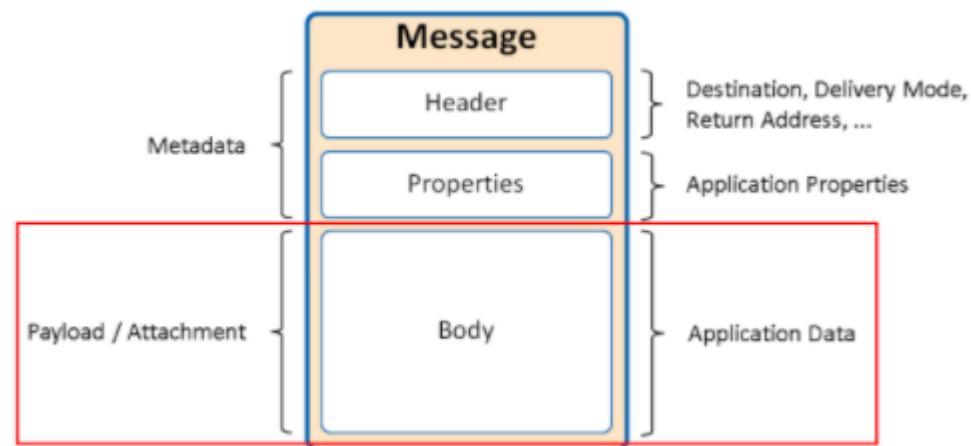 Message
Header
Destination, Delivery Mode,
Return Address, ...
Metadata
Properties
Application Properties
Payload / Attachment
Body
Application Data